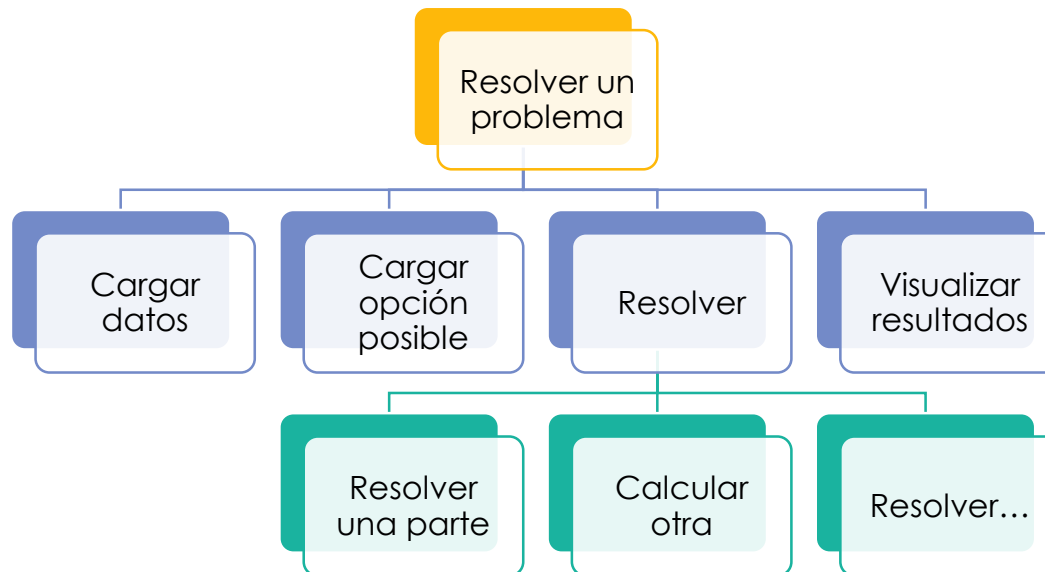 Resolver un
problema
Cargar
datos
Cargar
opción
posible
Resolver
Visualizar
resultados
Resolver
una parte
Calcular
otra
Resolver…